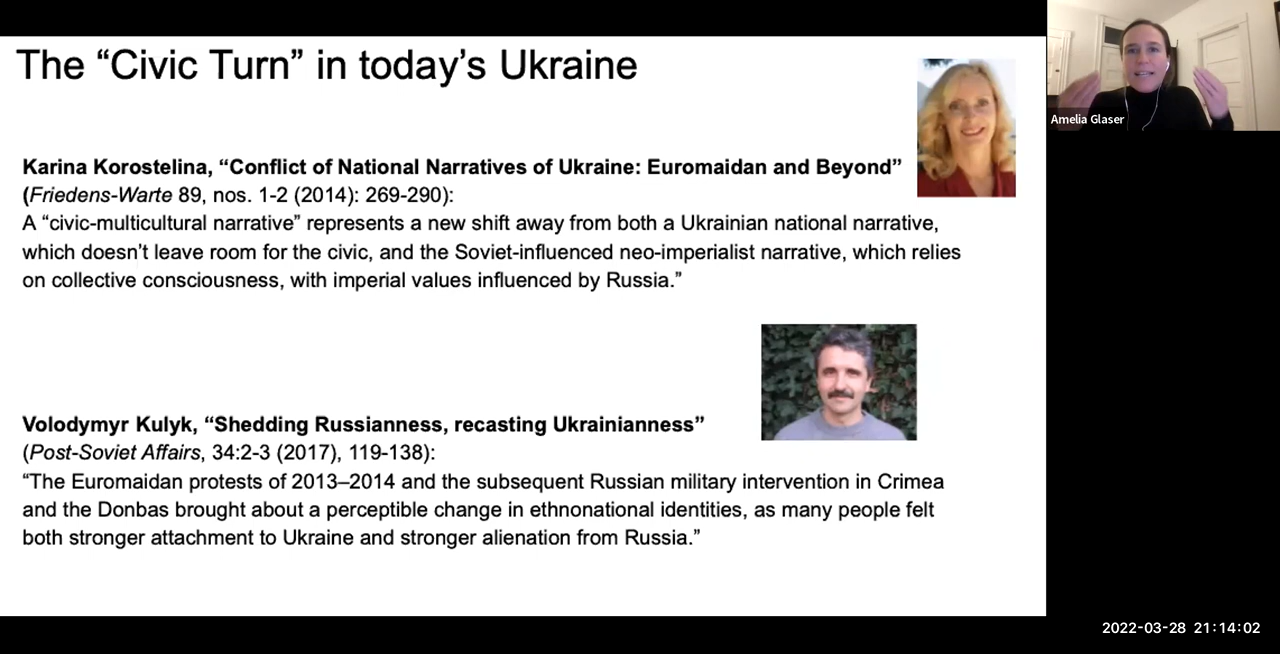 The “Civic Turn” in today’s Ukraine
Karina Korostelina, “Conflict of National Narratives of Ukraine: Euromaidan and Beyond”
(Friedens-Warte 89, nos. 1-2 (2014): 269-290):
A “civic-multicultural narrative” represents a new shift away from both a Ukrainian national narrative,
which doesn’t leave room for the civic, and the Soviet-influenced neo-imperialist narrative, which relies
on collective consciousness, with imperial values influenced by Russia.”
Volodymyr Kulyk, “Shedding Russianness, recasting Ukrainianness”
(Post-Soviet Affairs, 34:2-3 (2017), 119-138):
“The Euromaidan protests of 2013–2014 and the subsequent Russian military intervention in Crimea
and the Donbas brought about a perceptible change in ethnonational identities, as many people felt
both stronger attachment to Ukraine and stronger alienation from Russia.”
Amelia Glaser
2022-03-28 21:14:02